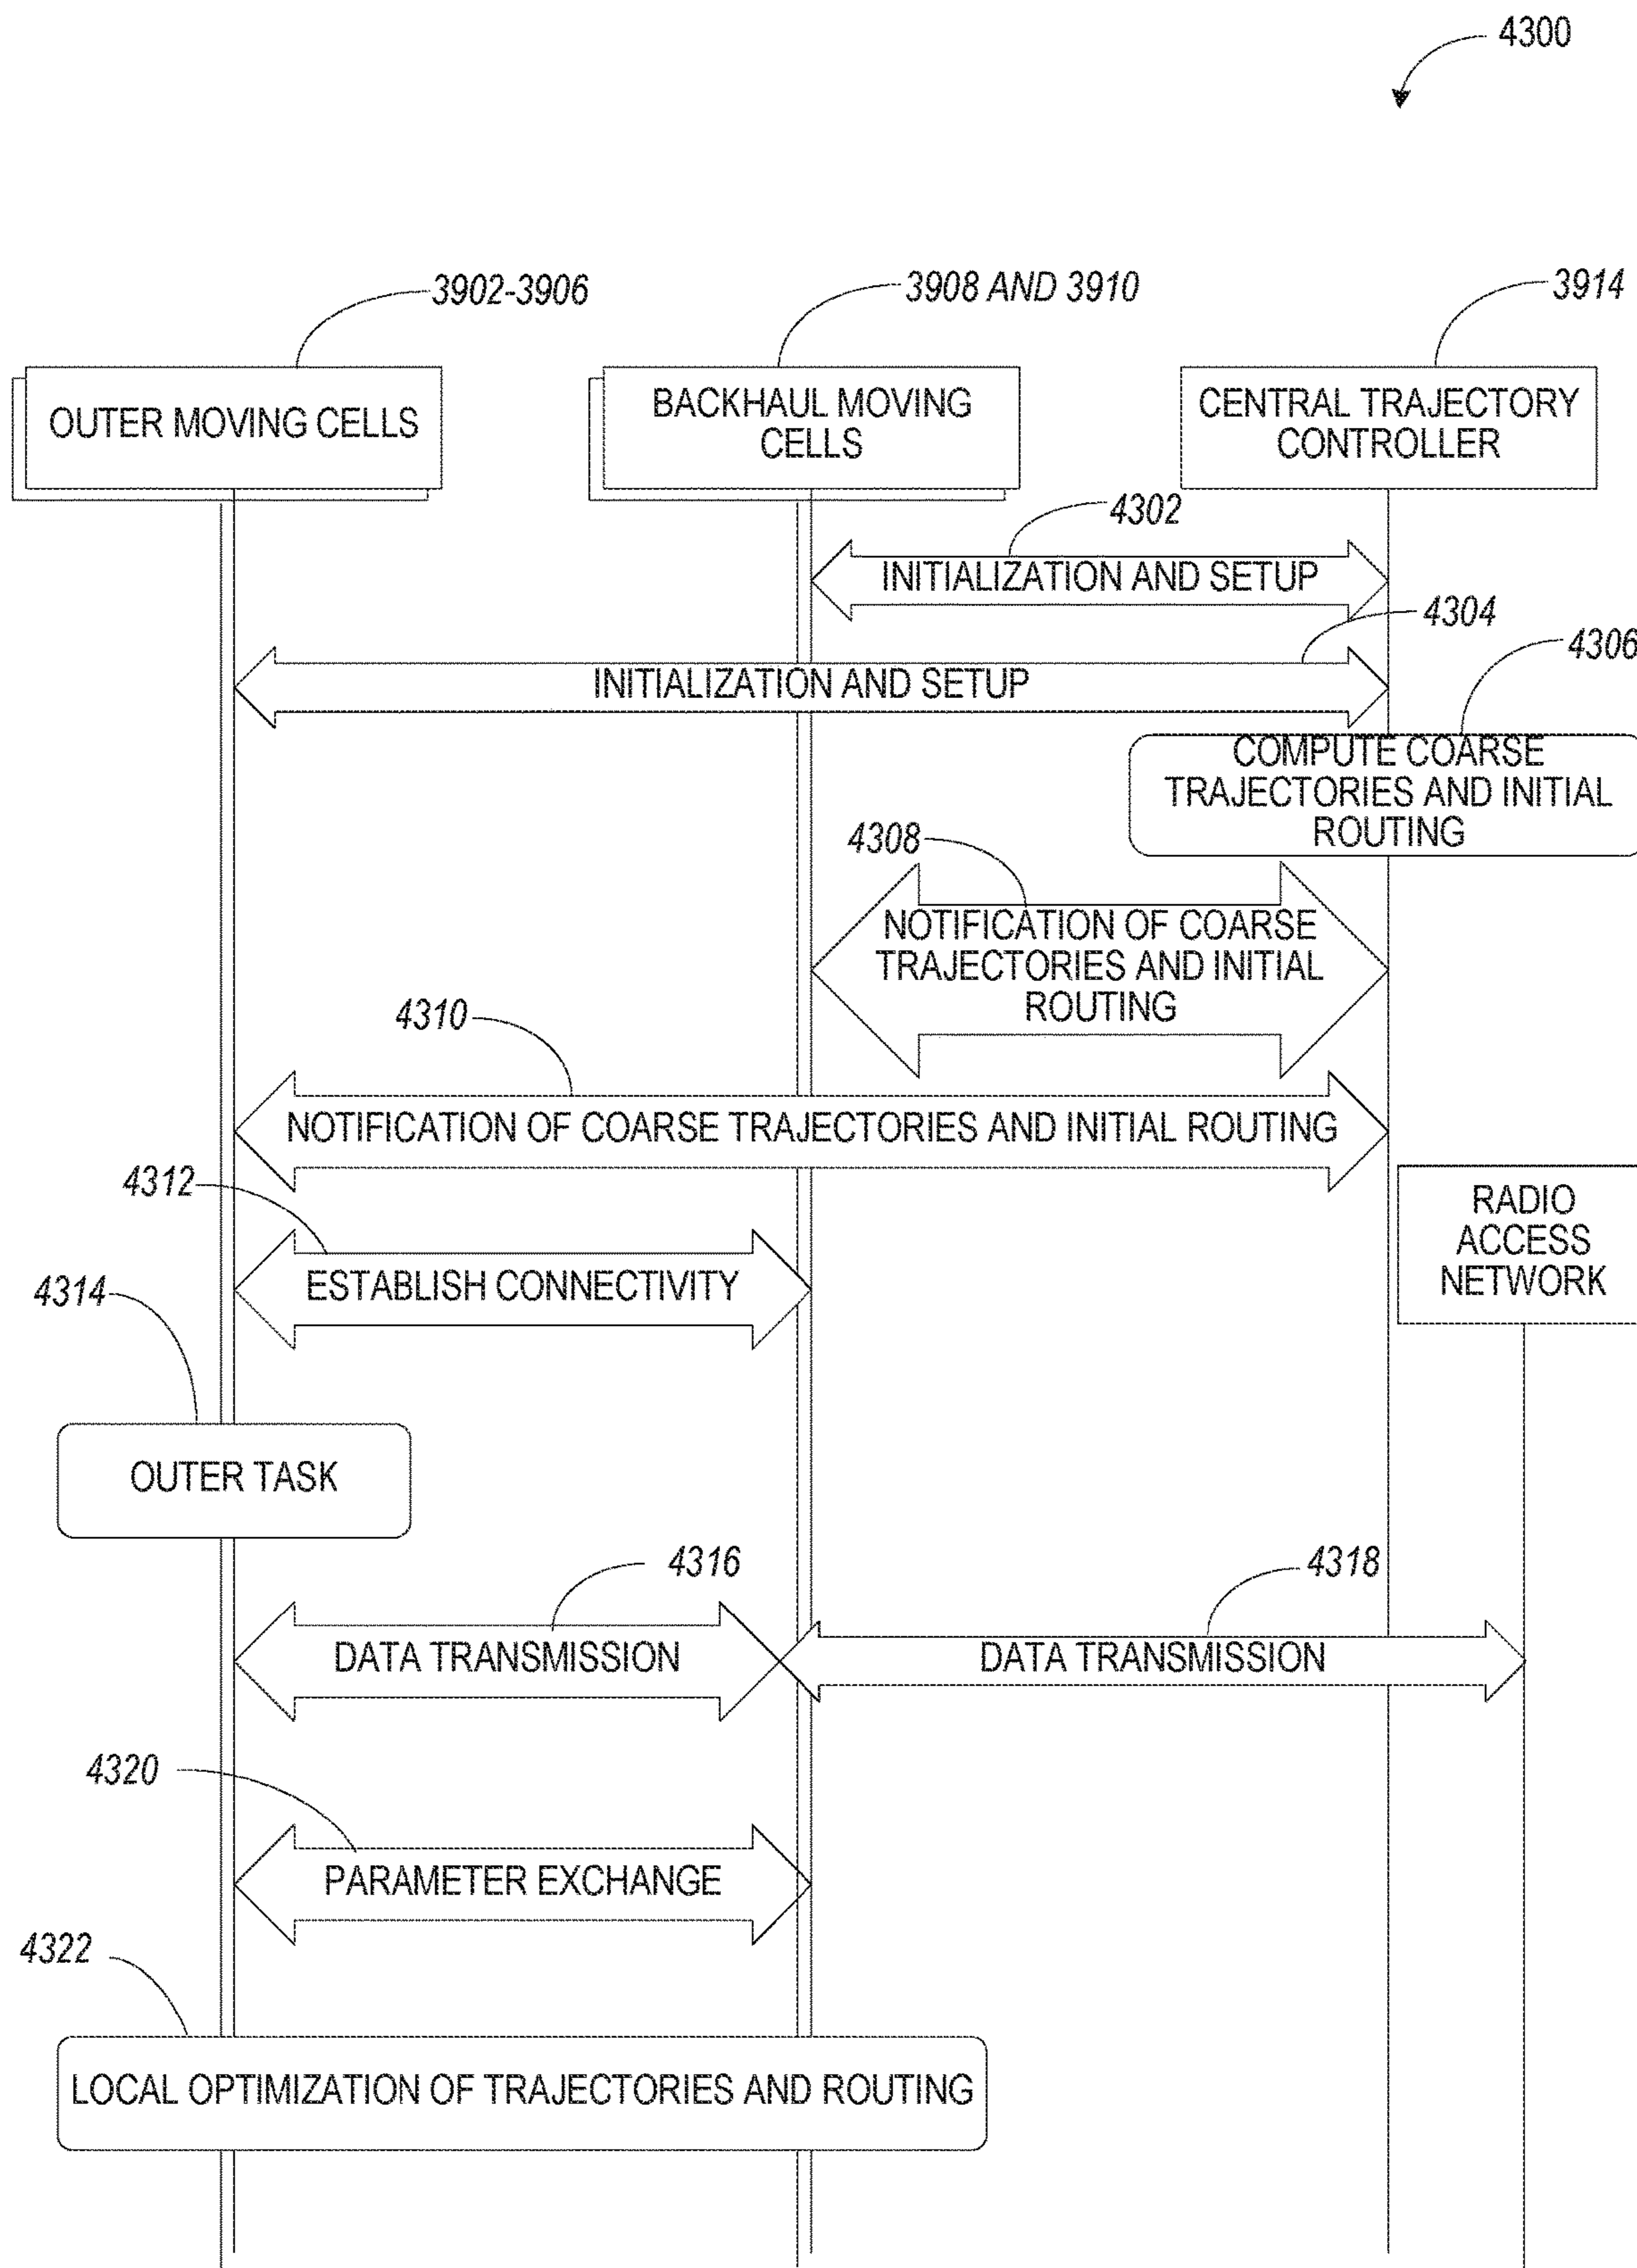 4300
3902-3906
3908 AND 3910
3914
OUTER MOVING CELLS
BACKHAUL MOVING
CELLS
CENTRAL TRAJECTORY
CONTROLLER
4302
INITIALIZATION AND SETUP
4304
INITIALIZATION AND SETUP
4306
COMPUTE COARSE
TRAJECTORIES AND INITIAL
ROUTING
4308
NOTIFICATION OF COARSE
TRAJECTORIES AND INITIAL
ROUTING
4310
NOTIFICATION OF COARSE TRAJECTORIES AND INITIAL ROUTING
4312
RADIO
ACCESS
NETWORK
ESTABLISH CONNECTIVITY
4314
OUTER TASK
4316
4318
DATA TRANSMISSION
DATA TRANSMISSION
4320
PARAMETER EXCHANGE
4322
LOCAL OPTIMIZATION OF TRAJECTORIES AND ROUTING